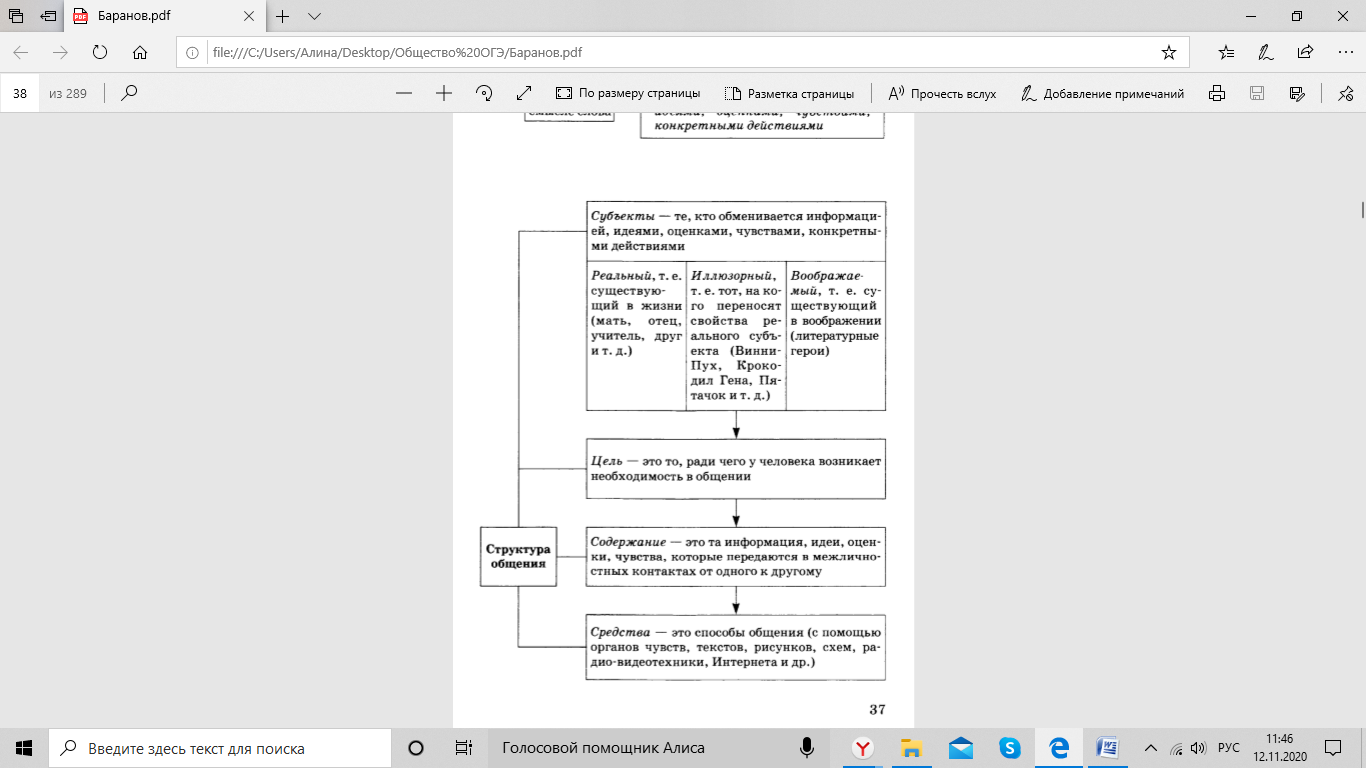 Баранов.pdf
file:///C:/Users/Алина/Desktop/Общество%20ОГЭ/Баранов.pdf
38 из 289
По размеру страницы
Разметка страницы
Прочесть вслух
Добавление примечаний
смысле слова
идеями, оценками, чувствами,
конкретными действиями
Субъекты — те, кто обменивается информаци-
ей, идеями, оценками, чувствами, конкретны-
ми действиями
Реальный, т. е.
существую-
щий в жизни
(мать, отец,
учитель, друг
и т. д.)
Иллюзорный,
т. е. тот, на ко-
го переносят
свойства ре-
ального субъ-
екта (Винни-
Пух, Кроко-
дил Гена, Пя-
тачок и т. д.)
Воображае-
мый, т. е. су-
ществующий
в воображении
(литературные
герои)
Цель — это то, ради чего у человека возникает
необходимость в общении
Структура
общения
Содержание — это та информация, идеи, оцен-
ки, чувства, которые передаются в межлично-
стных контактах от одного к другому
Средства — это способы общения (с помощью
органов чувств, текстов, рисунков, схем, ра-
дио-видеотехники, Интернета и др.)
37
Введите здесь текст для поиска
Голосовой помощник Алиса
РУС
11:46
12.11.2020